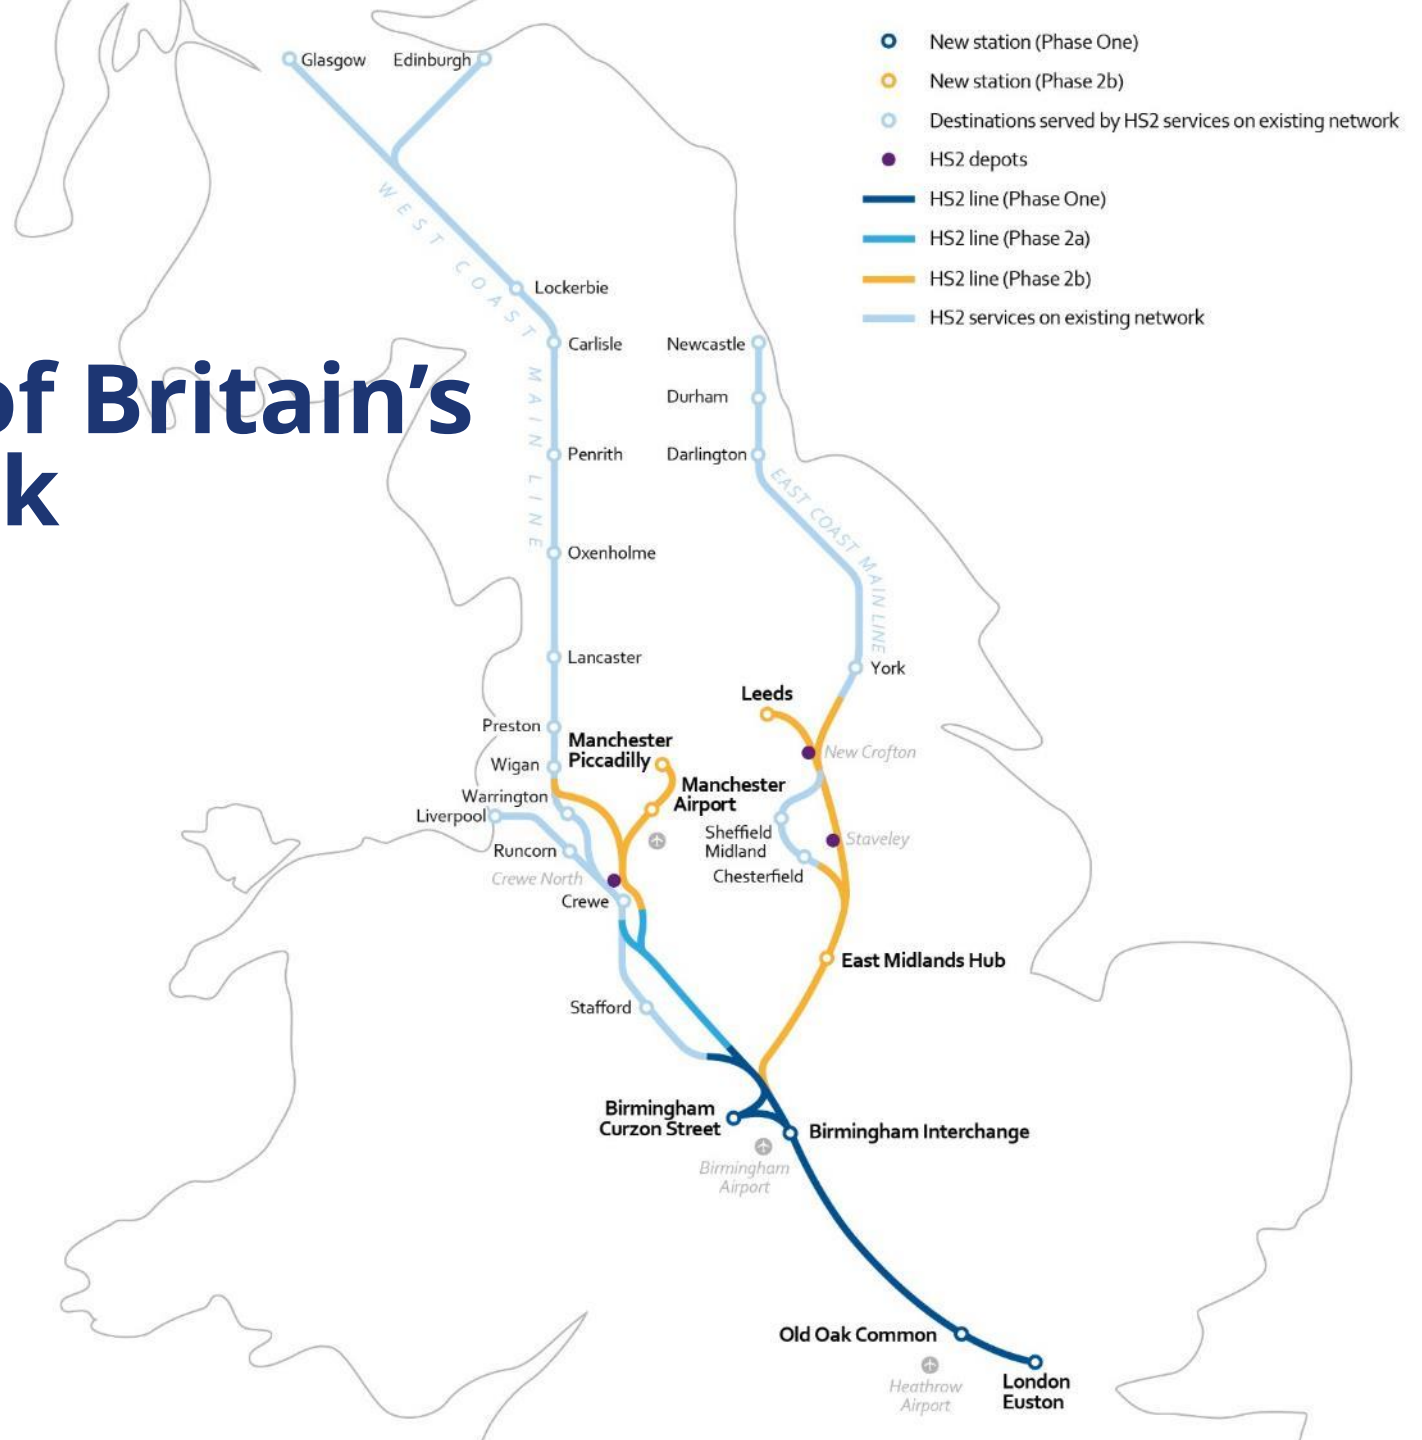 New station (Phase One)
New station (Phase 2b)
Destinations served by HS2 services on existing network
HS2 depots
HS2 line (Phase One)
HS2 line (Phase 2a)
HS2 line (Phase 2b)
HS2 services on existing network
Glasgow
Edinburgh
WEST COAST MAIN LINE
Lockerbie
Carlisle
Newcastle
of Britain's
k
Durham
Penrith
Darlington
EAST COAST MAIN LINE
Oxenholme
Lancaster
York
Leeds
Preston
Manchester
Piccadilly
New Crofton
Wigan
Manchester
Airport
Warrington
Liverpool
Sheffield
Midland
Staveley
Runcorn
Chesterfield
Crewe North
Crewe
East Midlands Hub
Stafford
Birmingham
Curzon Street
Birmingham Interchange
Birmingham
Airport
Old Oak Common
Heathrow
Airport
London
Euston